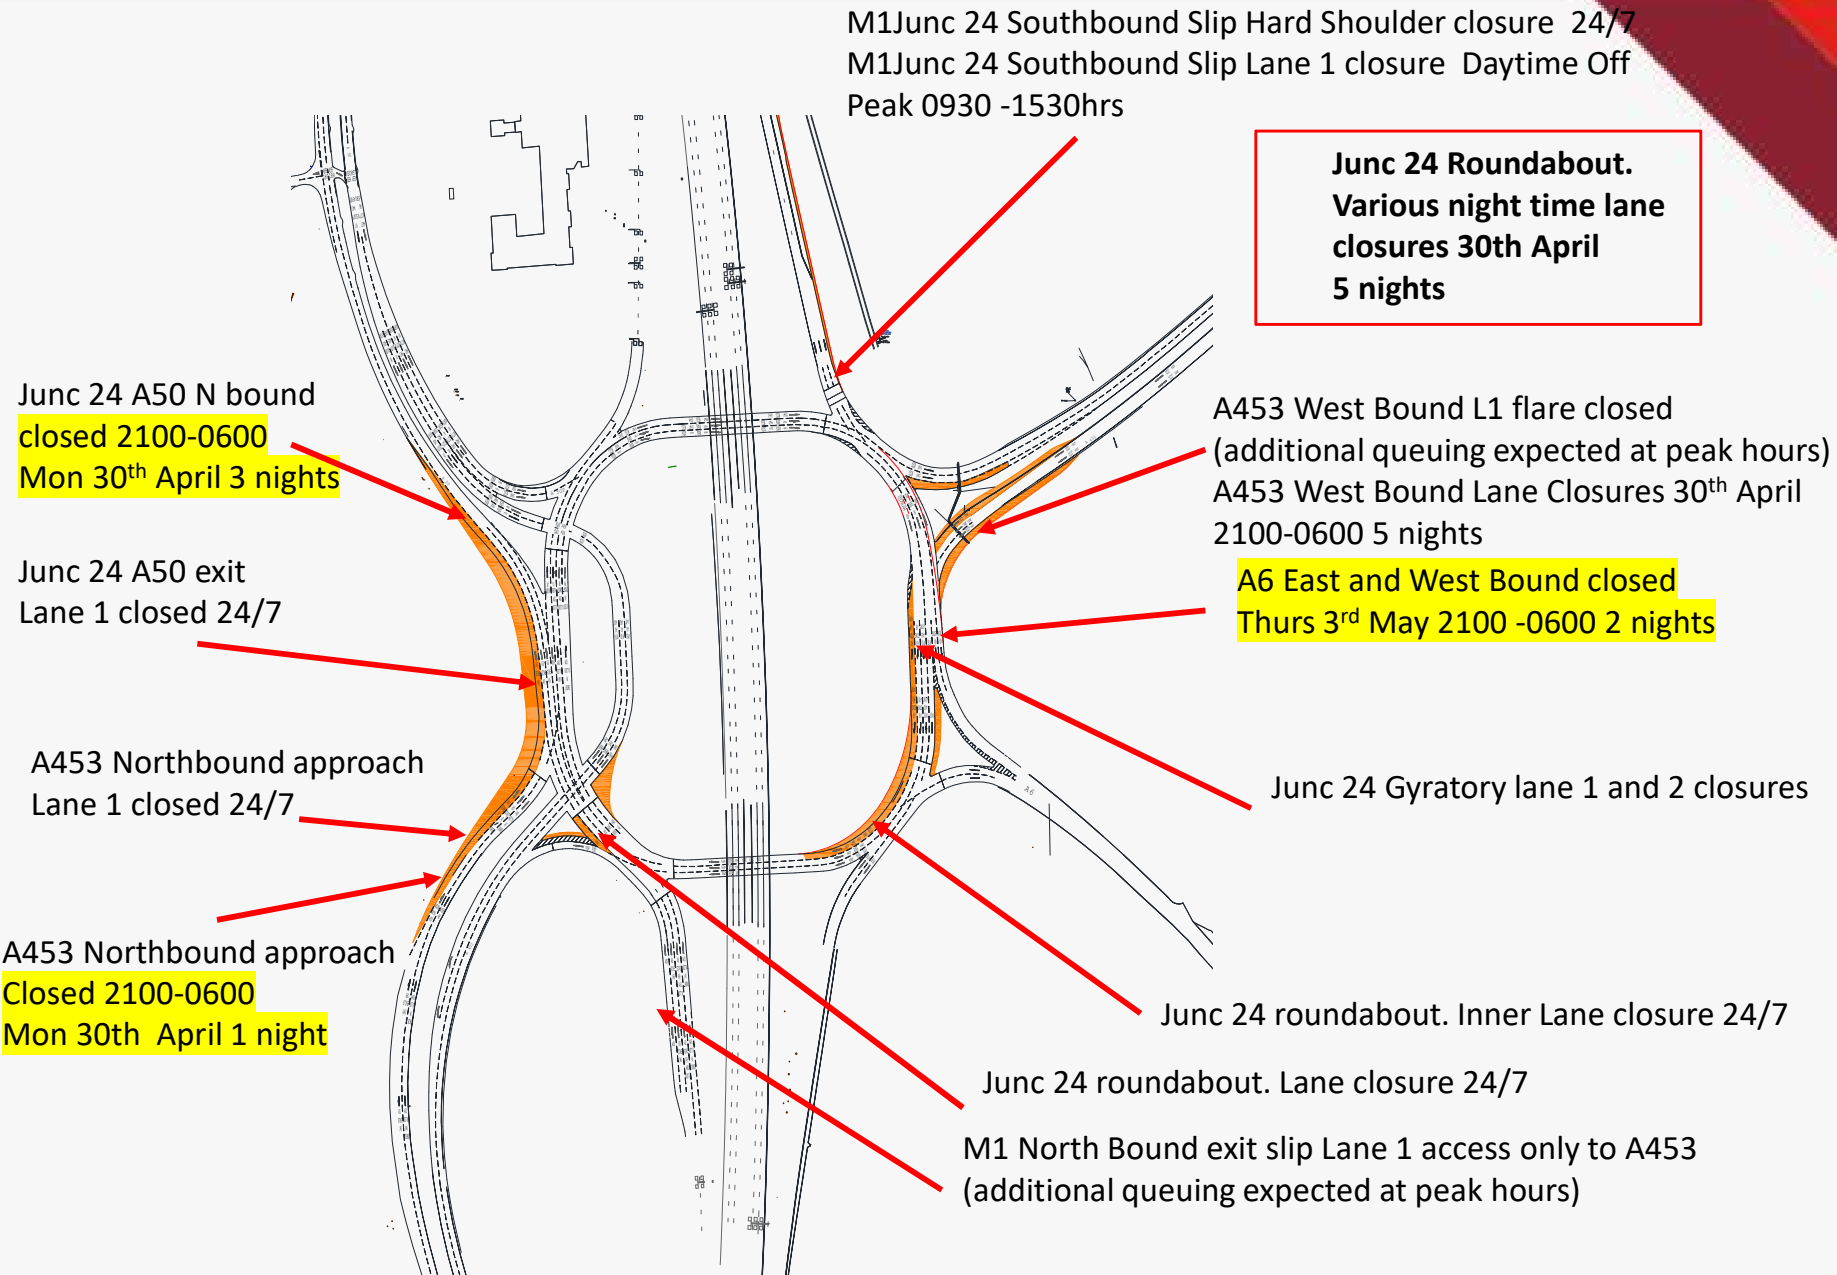 M1Junc 24 Southbound Slip Hard Shoulder closure  24/7
M1Junc 24 Southbound Slip Lane 1 closure  Daytime Off
Peak 0930 -1530hrs
Junc 24 Roundabout.
Various night time lane
closures 30th April
5 nights
Junc 24 A50 N bound
closed 2100-0600
Mon 30th April 3 nights
A453 West Bound L1 flare closed
(additional queuing expected at peak hours)
A453 West Bound Lane Closures 30th April
2100-0600 5 nights
A6 East and West Bound closed
Thurs 3rd May 2100 -0600 2 nights
Junc 24 A50 exit
Lane 1 closed 24/7
A453 Northbound approach
Lane 1 closed 24/7
Junc 24 Gyratory lane 1 and 2 closures
A6
A453 Northbound approach
Closed 2100-0600
Mon 30th  April 1 night
Junc 24 roundabout. Inner Lane closure 24/7
Junc 24 roundabout. Lane closure 24/7
M1 North Bound exit slip Lane 1 access only to A453
(additional queuing expected at peak hours)